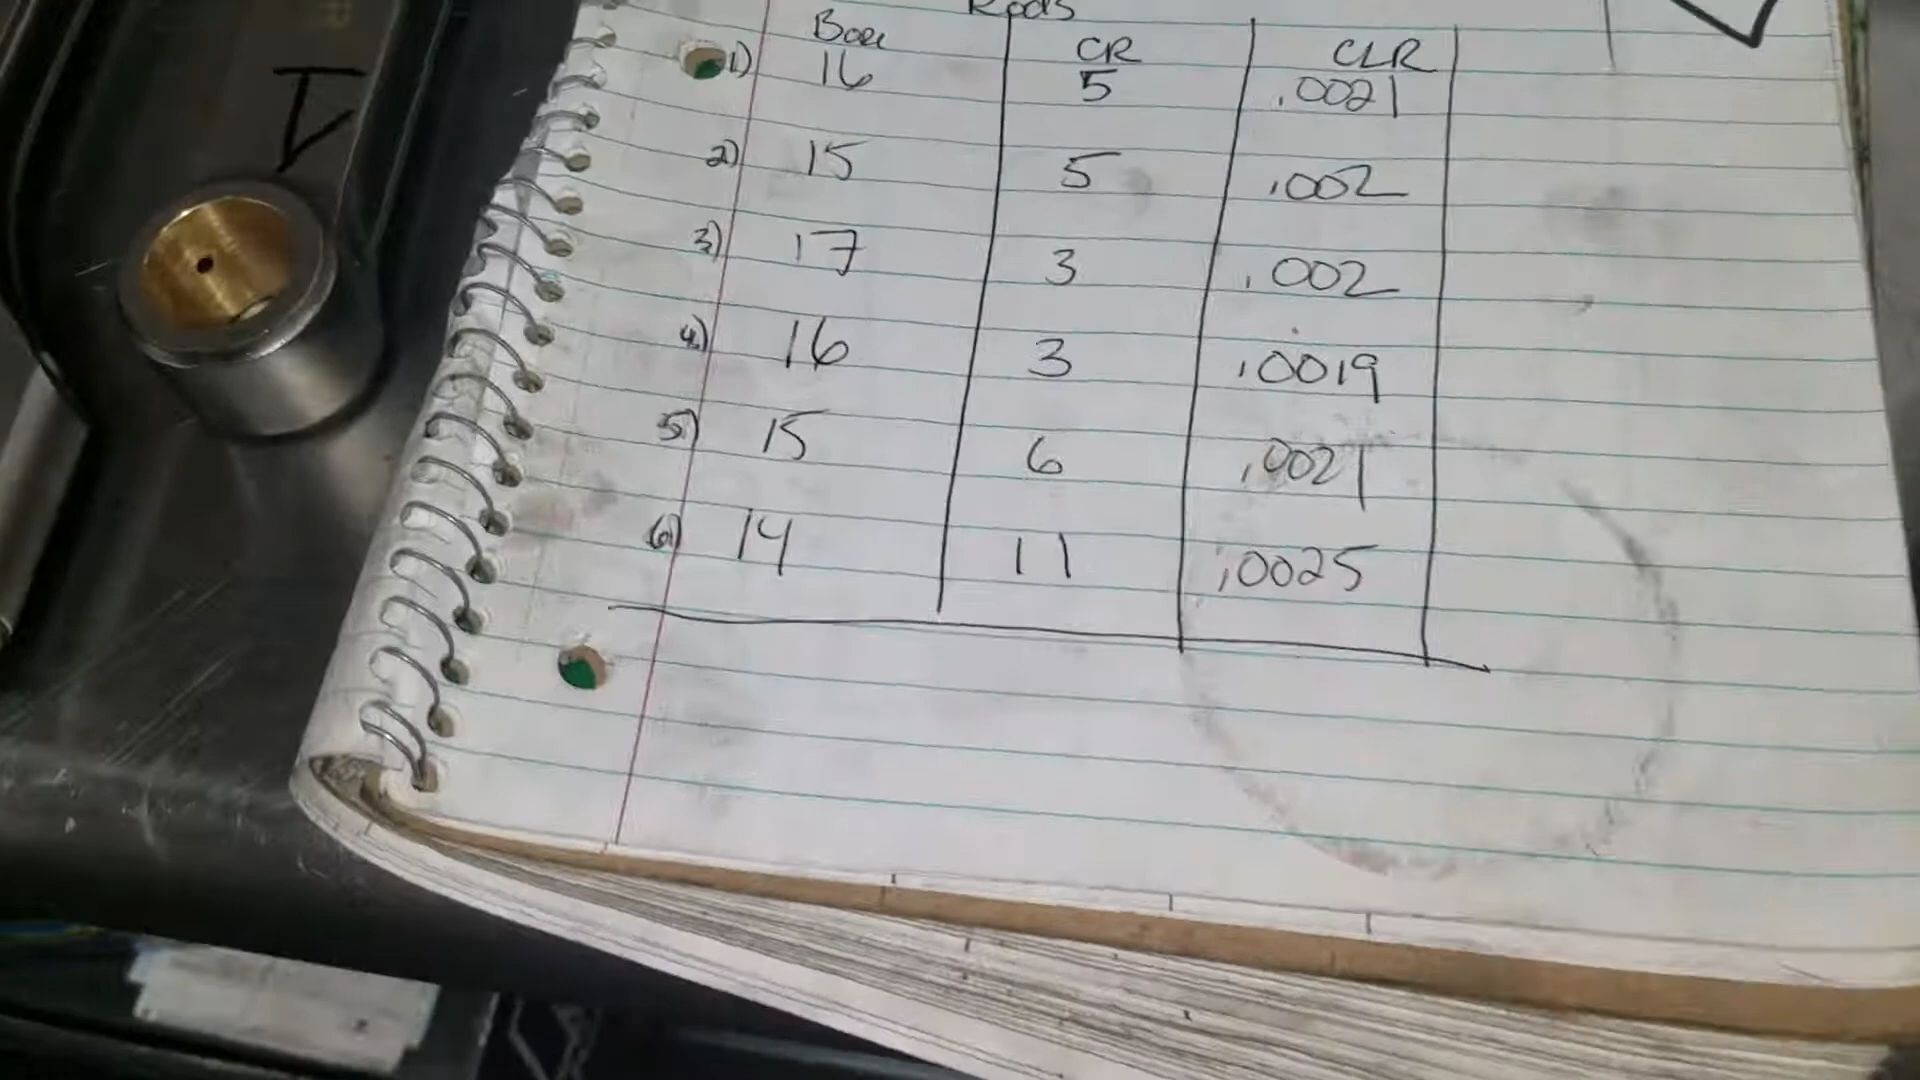 Rods
Bore CR CLR
1) 16 5 .0021
2) 15 5 .002
3) 17 3 .002
4) 16 3 .0019
5) 15 6 .0021
6) 14 11 .0025